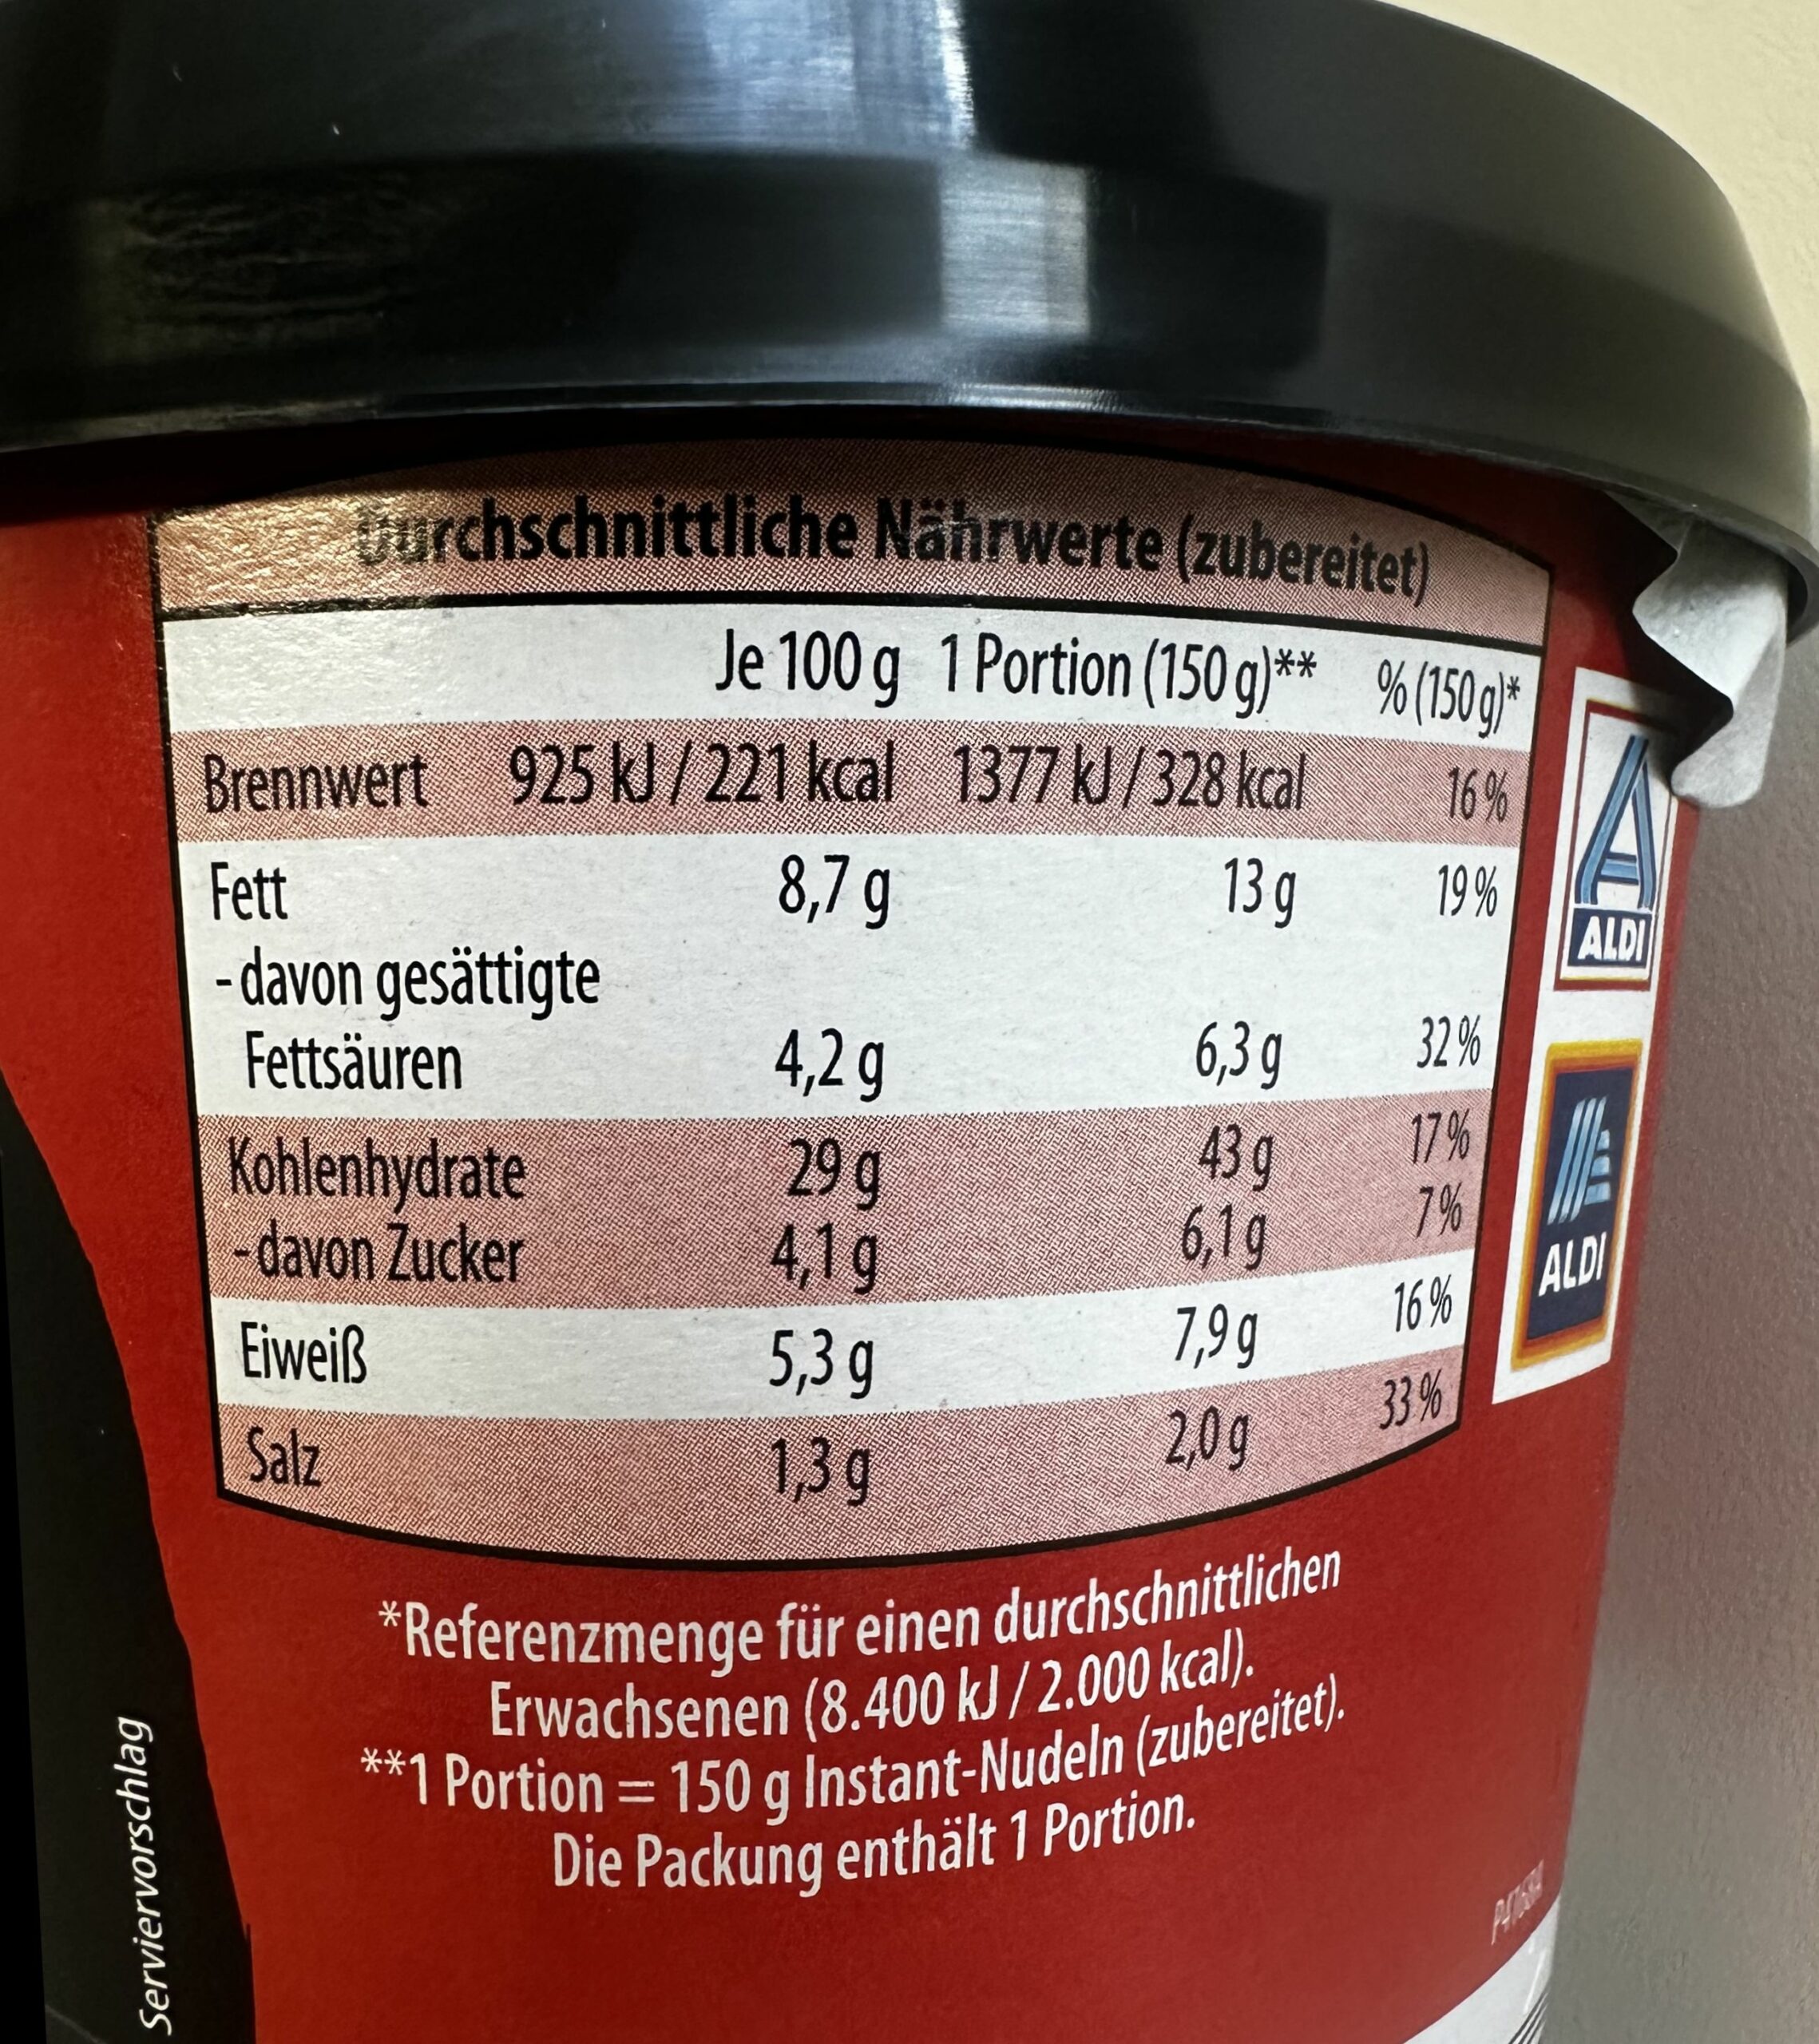 Durchschnittliche Nährwerte (zubereitet)
Je 100 g 1 Portion (150 g)** % (150 g)*
Brennwert 925 kJ / 221 kcal 1377 kJ / 328 kcal 16 %
Fett 8,7 g 13 g 19 %
- davon gesättigte
Fettsäuren 4,2 g 6,3 g 32 %
Kohlenhydrate 29 g 43 g 17 %
- davon Zucker 4,1 g 6,1 g 7 %
Eiweiß 5,3 g 7,9 g 16 %
Salz 1,3 g 2,0 g 33 %
ALDI
ALDI
*Referenzmenge für einen durchschnittlichen
Erwachsenen (8.400 kJ / 2.000 kcal).
**1 Portion = 150 g Instant-Nudeln (zubereitet).
Die Packung enthält 1 Portion.
Serviervorschlag